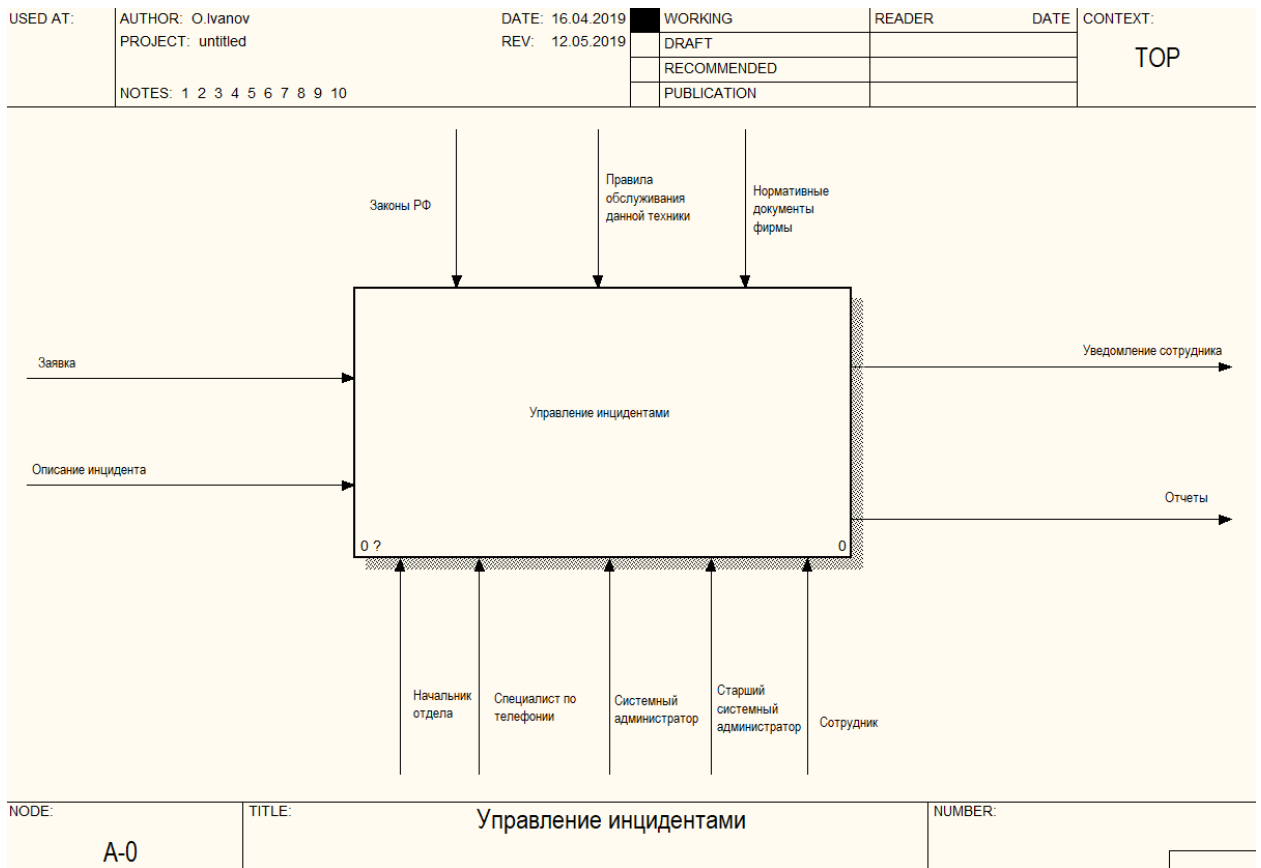 USED AT:
AUTHOR: O.Ivanov
DATE: 16.04.2019
WORKING
READER
DATE
CONTEXT:
PROJECT: untitled
REV: 12.05.2019
DRAFT
TOP
RECOMMENDED
NOTES: 1 2 3 4 5 6 7 8 9 10
PUBLICATION
Законы РФ
Правила
обслуживания
данной техники
Нормативные
документы
фирмы
Заявка
Описание инцидента
Управление инцидентами
0 ?
0
Уведомление сотрудника
Отчеты
Начальник
отдела
Специалист по
телефонии
Системный
администратор
Старший
системный
администратор
Сотрудник
NODE:
A-0
TITLE:
Управление инцидентами
NUMBER: